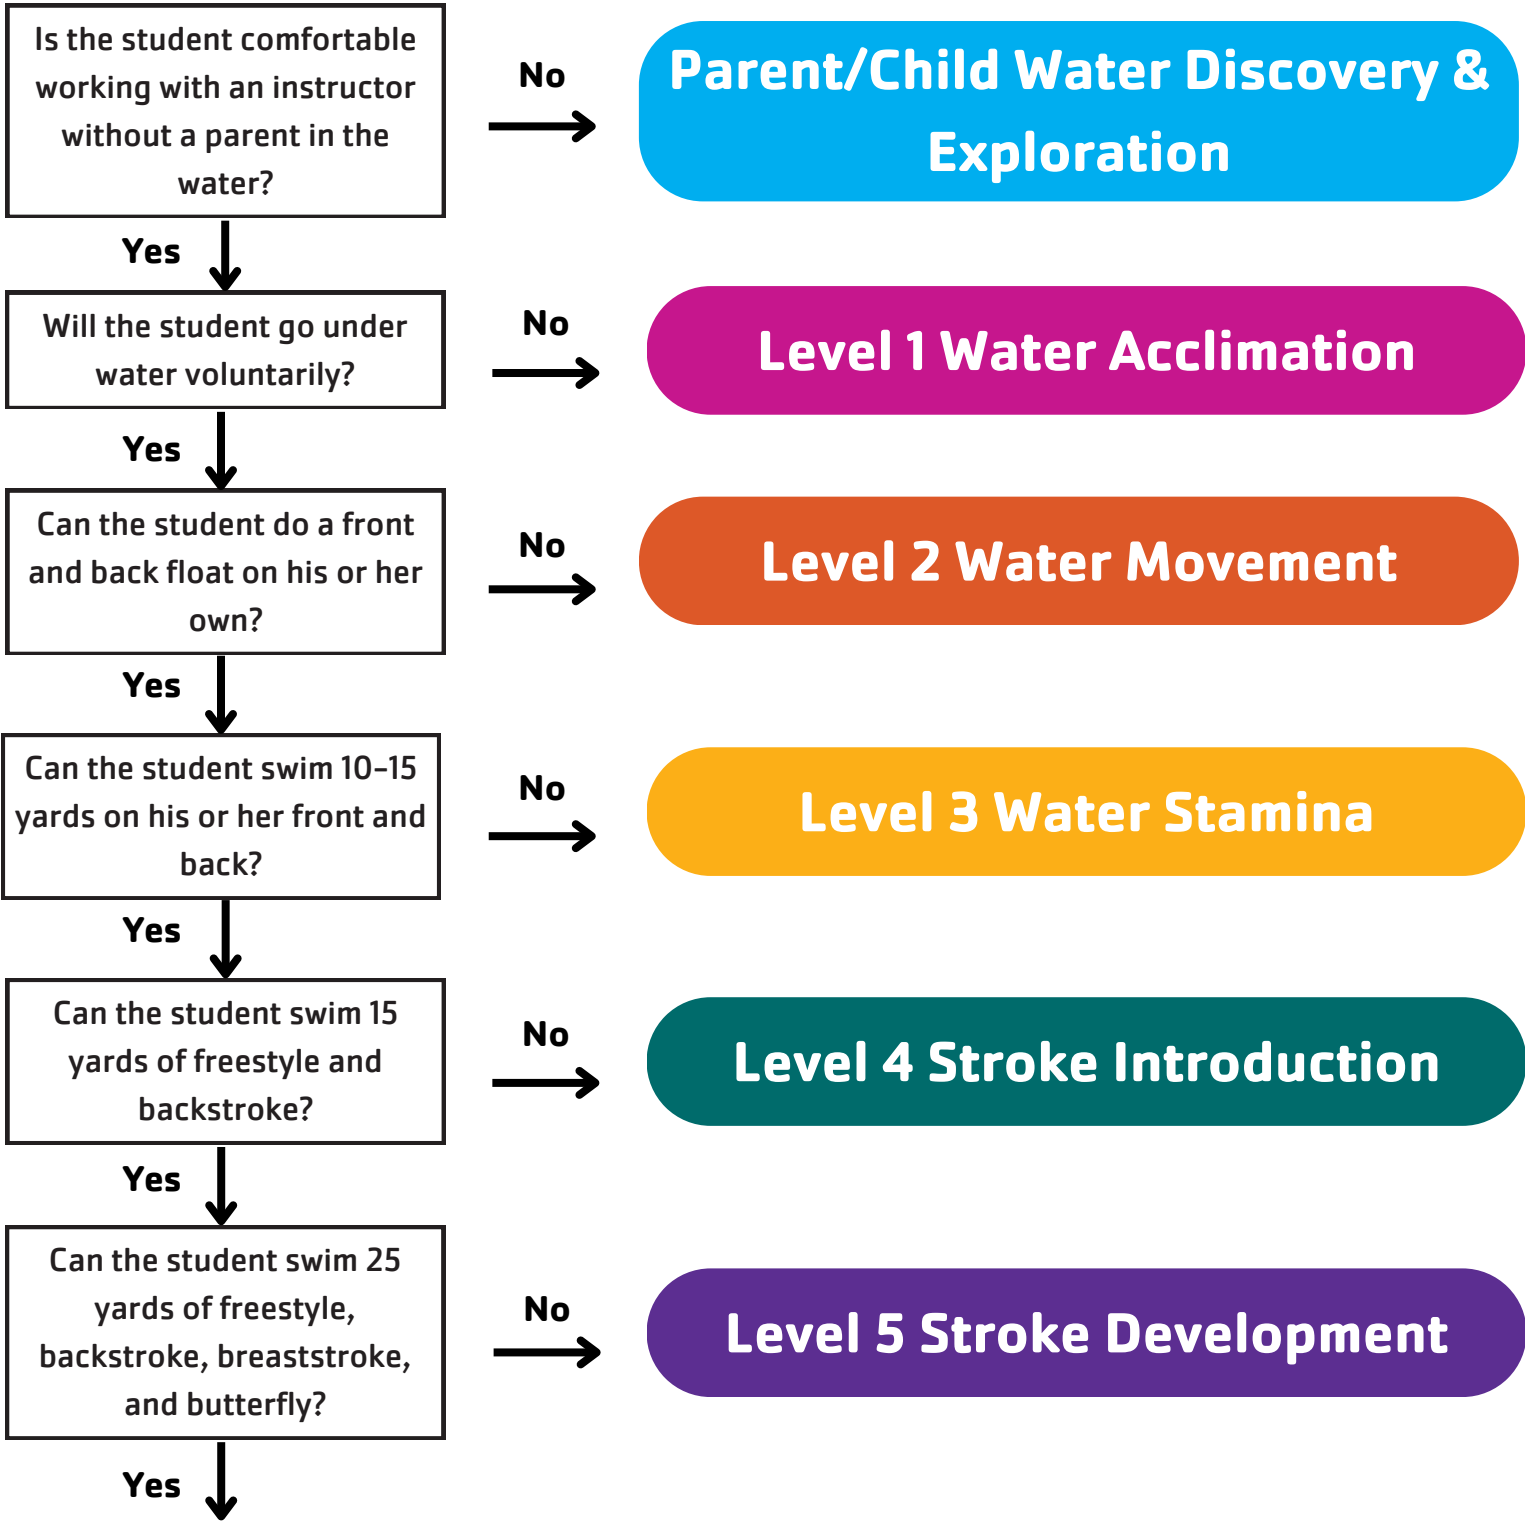 Is the student comfortable
working with an instructor
without a parent in the
water?
No
Parent/Child Water Discovery &
Exploration
Yes
Will the student go under
water voluntarily?
No
Level 1 Water Acclimation
Yes
Can the student do a front
and back float on his or her
own?
No
Level 2 Water Movement
Yes
Can the student swim 10-15
yards on his or her front and
back?
No
Level 3 Water Stamina
Yes
Can the student swim 15
yards of freestyle and
backstroke?
No
Level 4 Stroke Introduction
Yes
Can the student swim 25
yards of freestyle,
backstroke, breaststroke,
and butterfly?
No
Level 5 Stroke Development
Yes